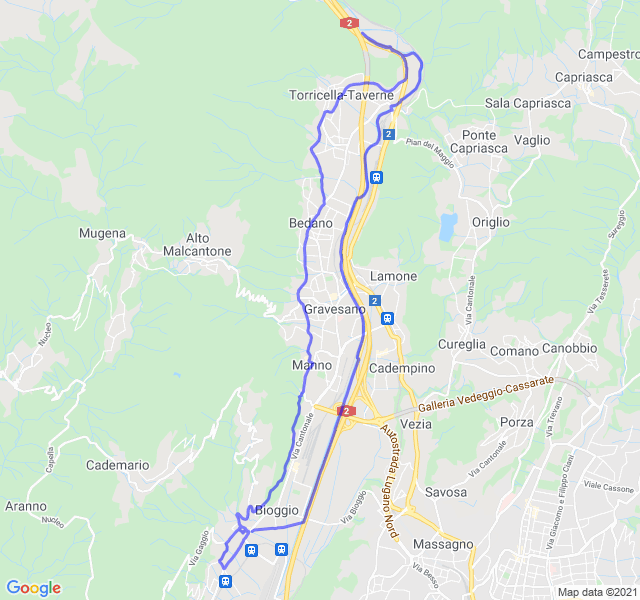 2
Campestro
Capriasca
Torricella-Taverne
Sala Capriasca
2
Pian del Maggio
Ponte
Capriasca
Vaglio
Bedano
Origlio
Sureggio
Mugena
Alto
Malcantone
Lamone
Via Cantonale
Via Tesserete
2
Gravesano
Nucleo
Cureglia
Comano
Canobbio
Manno
Cadempino
Galleria Vedeggio-Cassarate
2
Via Cantonale
Vezia
Porza
Via Trevano
Autostrada Lugano Nord
Capella
Cademario
Via Cantonale
Via Giacomo e Filippo Ciani
Viale Cassone
Aranno
Nucleo
Bioggio
Via Bioggio
Savosa
Via Gaggio
Massagno
Via Besso
Google
Map data ©2021